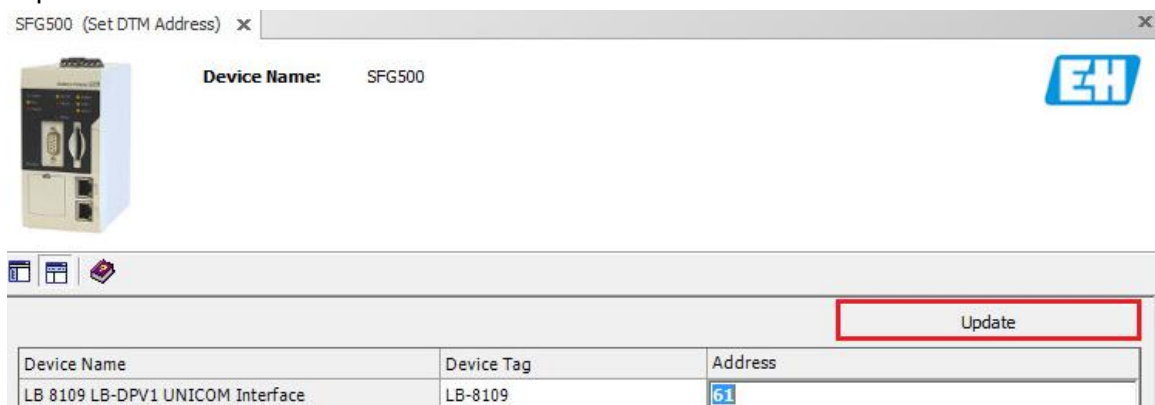 SFG500 (Set DTM Address)
Device Name: SFG500
EH
Update
Device Name Device Tag Address
LB 8109 LB-DPV1 UNICOM Interface LB-8109 61